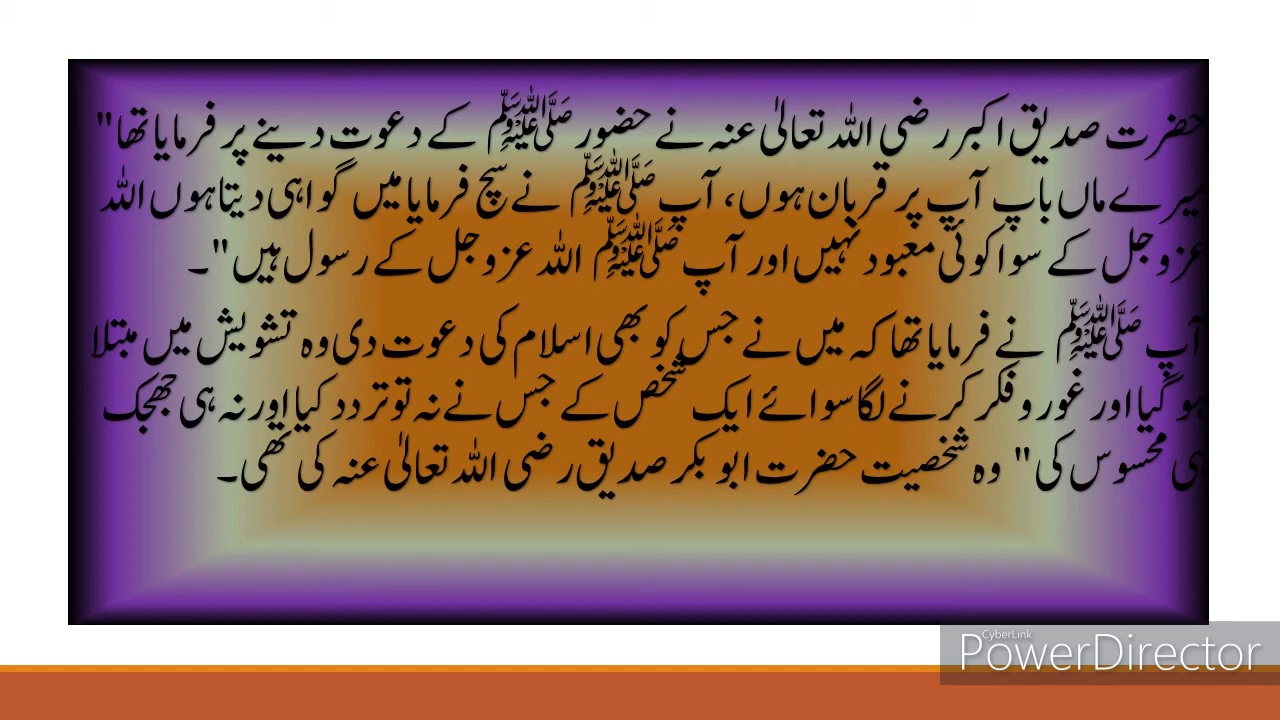 حضرت صدیق اکبر رضی اللہ تعالیٰ عنہ نے حضور ﷺ کے دعوت دینے پر فرمایا تھا"
میرے ماں باپ آپ پر قربان ہوں، آپ ﷺ نے سچ فرمایا میں گواہی دیتا ہوں اللہ
عزوجل کے سوا کوئی معبود نہیں اور آپ ﷺ اللہ عزوجل کے رسول ہیں"۔
آپ ﷺ نے فرمایا تھا کہ میں نے جس کو بھی اسلام کی دعوت دی وہ تشویش میں مبتلا
ہو گیا اور غور و فکر کرنے لگا سوائے ایک شخص کے جس نے نہ تو تردد کیا اور نہ ہی جھجک
ہی محسوس کی" وہ شخصیت حضرت ابو بکر صدیق رضی اللہ تعالیٰ عنہ کی تھی۔
CyberLink
PowerDirector